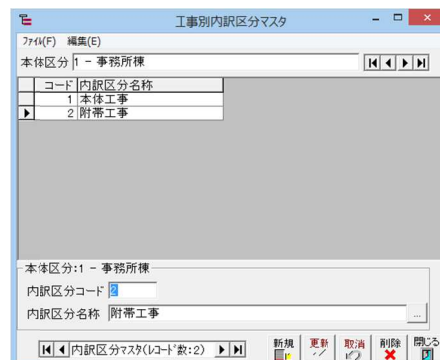 工事別内訳区分マスタ
ファイル(F) 編集(E)
本体区分 1 - 事務所棟
コード 内訳区分名称
1 本体工事
2 附帯工事
本体区分:1 - 事務所棟
内訳区分コード 2
内訳区分名称 附帯工事 ...
内訳区分マスタ(レコード数:2) 新規 更新 取消 削除 閉じる